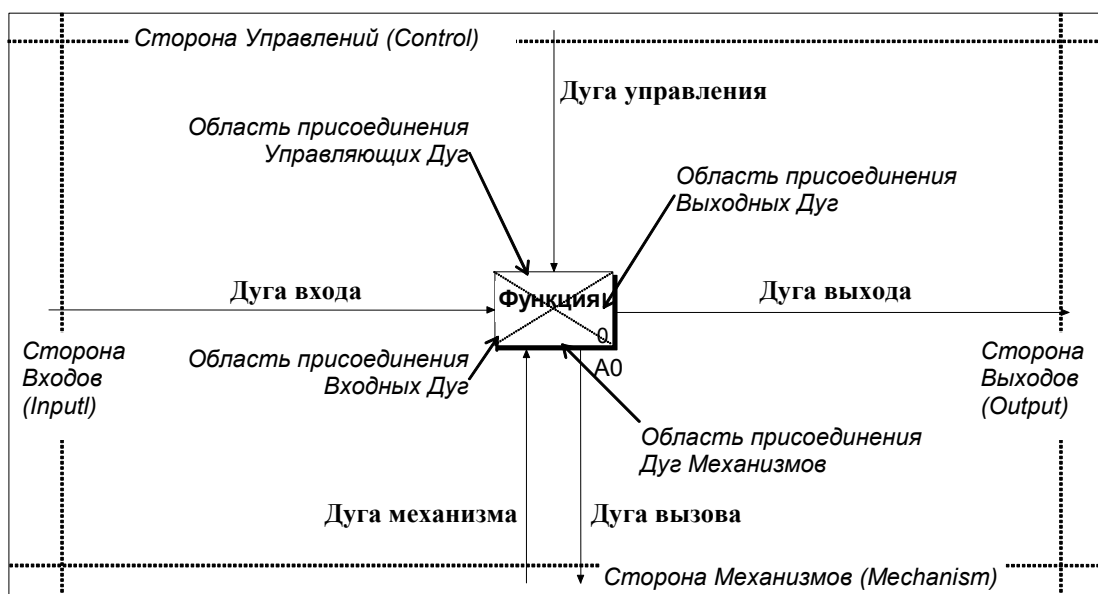 Сторона Управлений (Control)
Дуга управления
Область присоединения
Управляющих Дуг
Область присоединения
Выходных Дуг
Дуга входа
Функция
Дуга выхода
0
A0
Сторона
Входов
(Inputl)
Область присоединения
Входных Дуг
Сторона
Выходов
(Output)
Область присоединения
Дуг Механизмов
Дуга механизма
Дуга вызова
Сторона Механизмов (Mechanism)